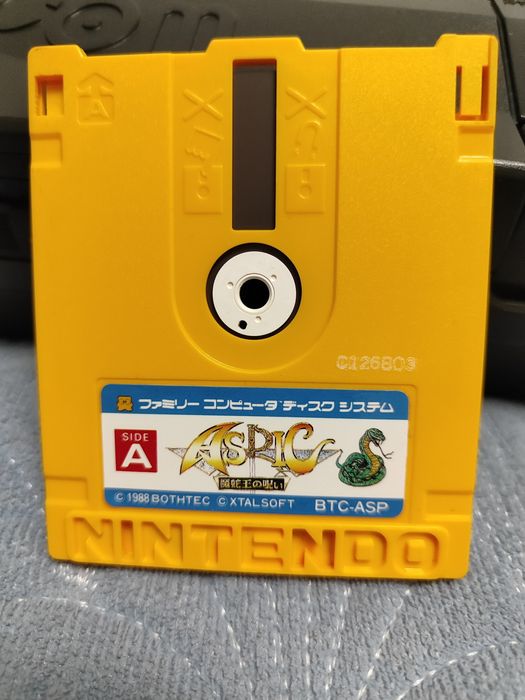 com
A
C126803
ファミリー コンピュータ ディスク システム
SIDE
A
ASPIC
魔蛇王の呪い
© 1988 BOTHTEC © XTALSOFT BTC-ASP
NINTENDO